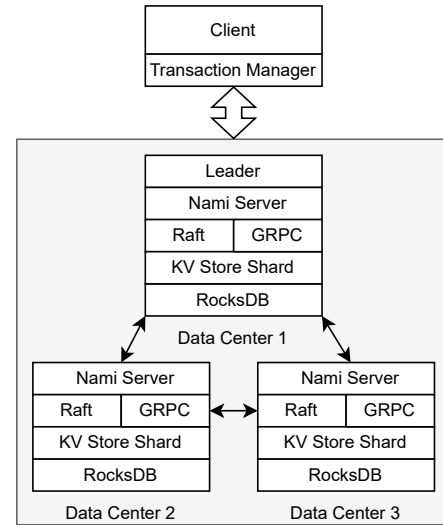 Client
Transaction Manager
Leader
Nami Server
Raft GRPC
KV Store Shard
RocksDB
Data Center 1
Nami Server
Raft GRPC
KV Store Shard
RocksDB
Data Center 2
Nami Server
Raft GRPC
KV Store Shard
RocksDB
Data Center 3